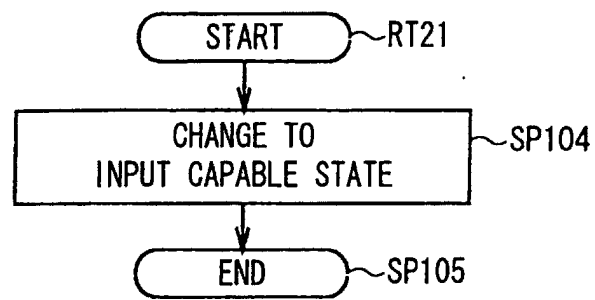 START RT21
CHANGE TO
INPUT CAPABLE STATE SP104
END SP105